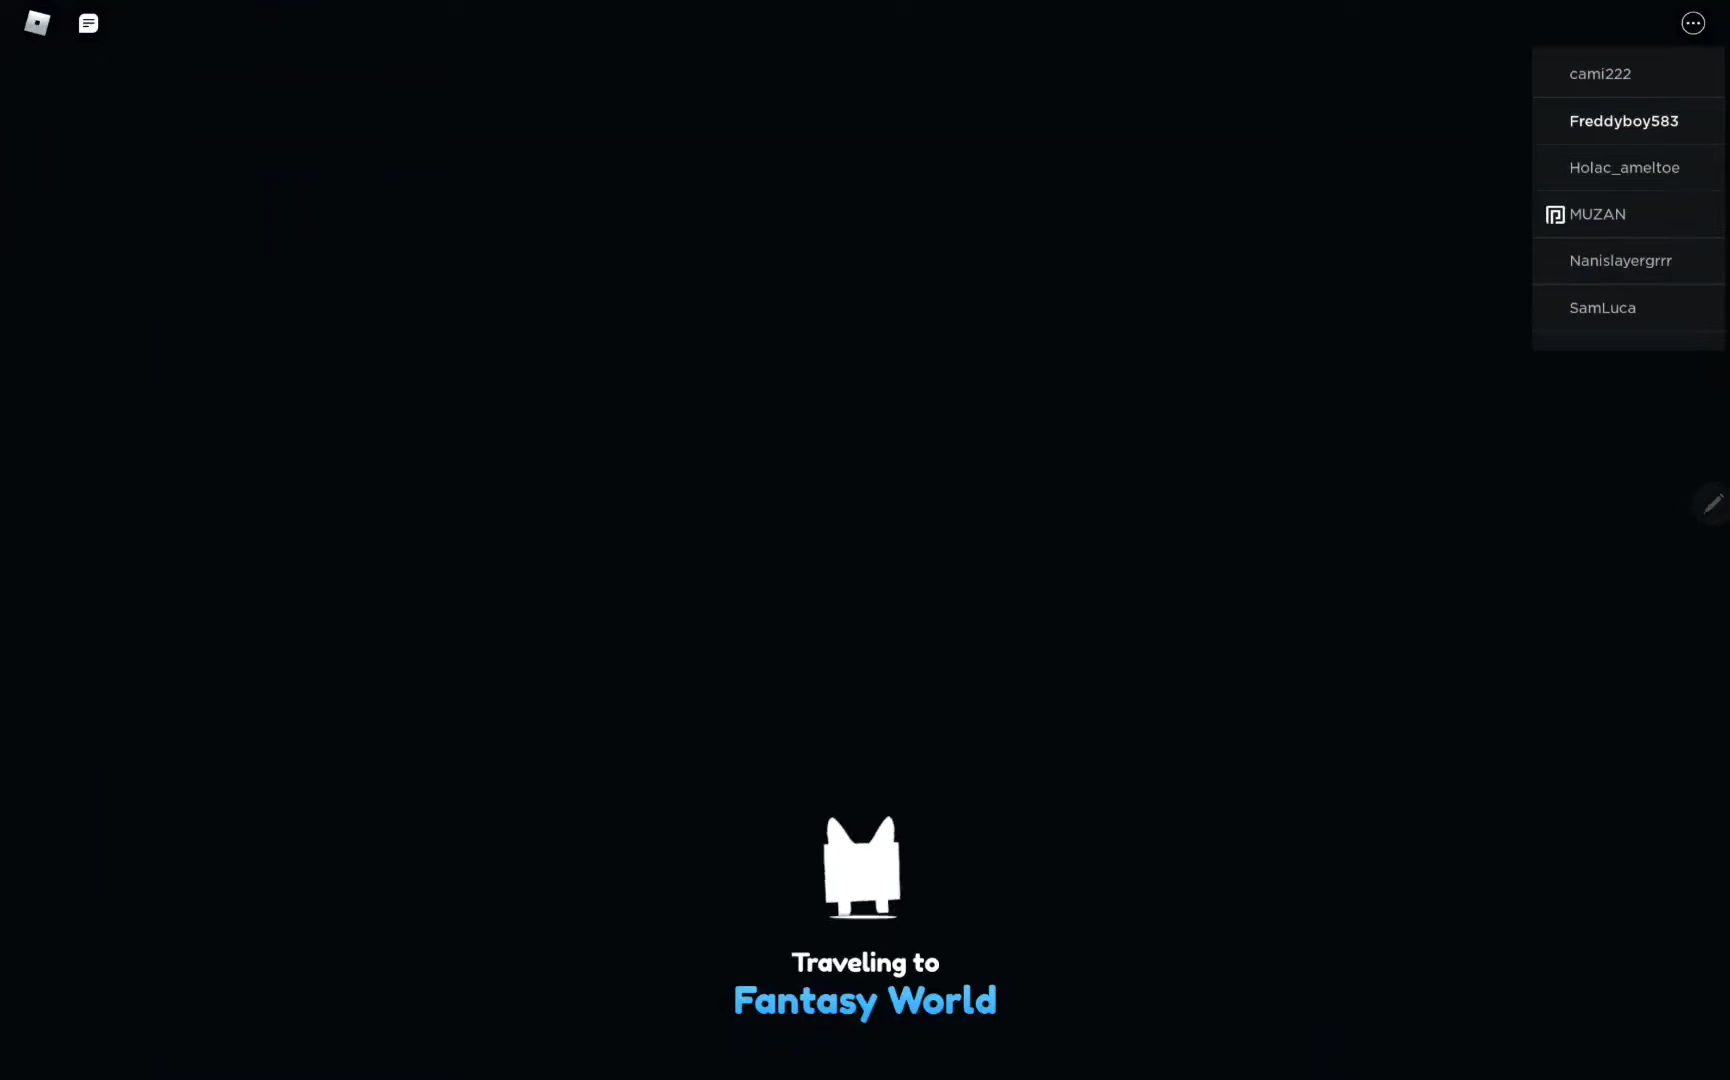 cami222
Freddyboy583
Holac_ameltoe
MUZAN
Nanislayergrrr
SamLuca
Traveling to
Fantasy World